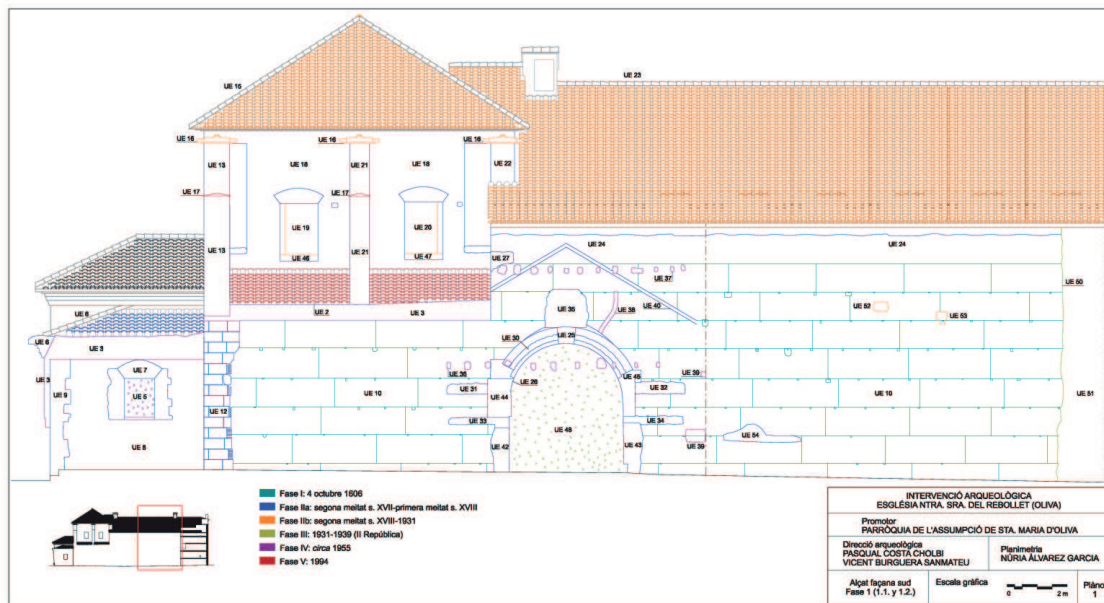 UE 23
UE 15
UE 16
UE 16
UE 16
UE 13
UE 18
UE 21
UE 18
UE 22
UE 17
UE 17
UE 19
UE 20
UE 13
UE 21
UE 46
UE 47
UE 27
UE 24
UE 24
UE 37
UE 50
UE 6
UE 2
UE 3
UE 35
UE 38
UE 40
UE 52
UE 53
UE 6
UE 3
UE 30
UE 25
UE 7
UE 36
UE 45
UE 39
UE 3
UE 9
UE 5
UE 31
UE 26
UE 32
UE 10
UE 44
UE 10
UE 51
UE 12
UE 33
UE 34
UE 48
UE 42
UE 43
UE 54
UE 39
UE 8
Fase I: 4 octubre 1606
Fase IIa: segona meitat s. XVII-primera meitat s. XVIII
Fase IIb: segona meitat s. XVIII-1931
Fase III: 1931-1939 (II República)
Fase IV: circa 1955
Fase V: 1994
INTERVENCIÓ ARQUEOLÒGICA
ESGLÉSIA NTRA. SRA. DEL REBOLLET (OLIVA)
Promotor
PARRÒQUIA DE L'ASSUMPCIÓ DE STA. MARIA D'OLIVA
Direcció arqueològica
PASQUAL COSTA CHOLBI
VICENT BURGUERA SANMATEU
Planimetria
NÚRIA ÀLVAREZ GARCIA
Alçat façana sud
Fase 1 (1.1. y 1.2.)
Escala gráfica
0 2 m
Plànol
1